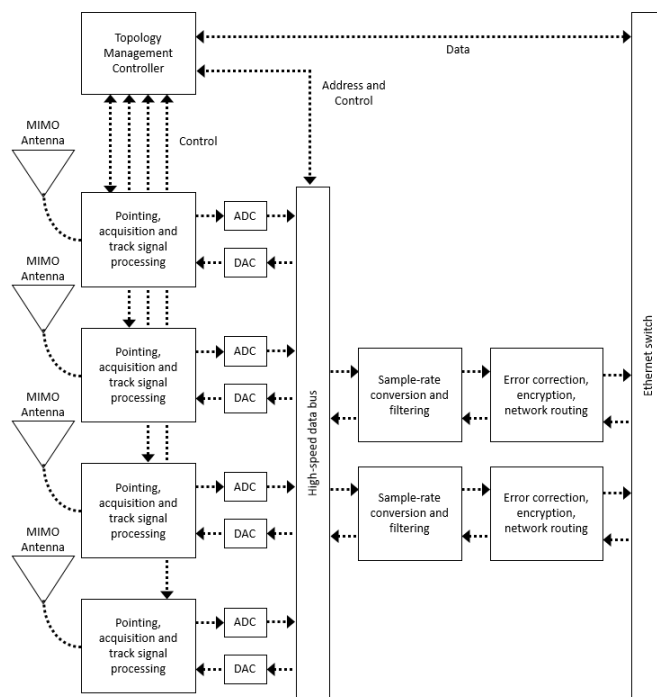 Topology
Management
Controller
Data
Address and
Control
Control
MIMO
Antenna
Pointing,
acquisition and
track signal
processing
ADC
DAC
MIMO
Antenna
Pointing,
acquisition and
track signal
processing
ADC
DAC
MIMO
Antenna
Pointing,
acquisition and
track signal
processing
ADC
DAC
MIMO
Antenna
Pointing,
acquisition and
track signal
processing
ADC
DAC
High-speed data bus
Sample-rate
conversion and
filtering
Error correction,
encryption,
network routing
Sample-rate
conversion and
filtering
Error correction,
encryption,
network routing
Ethernet switch